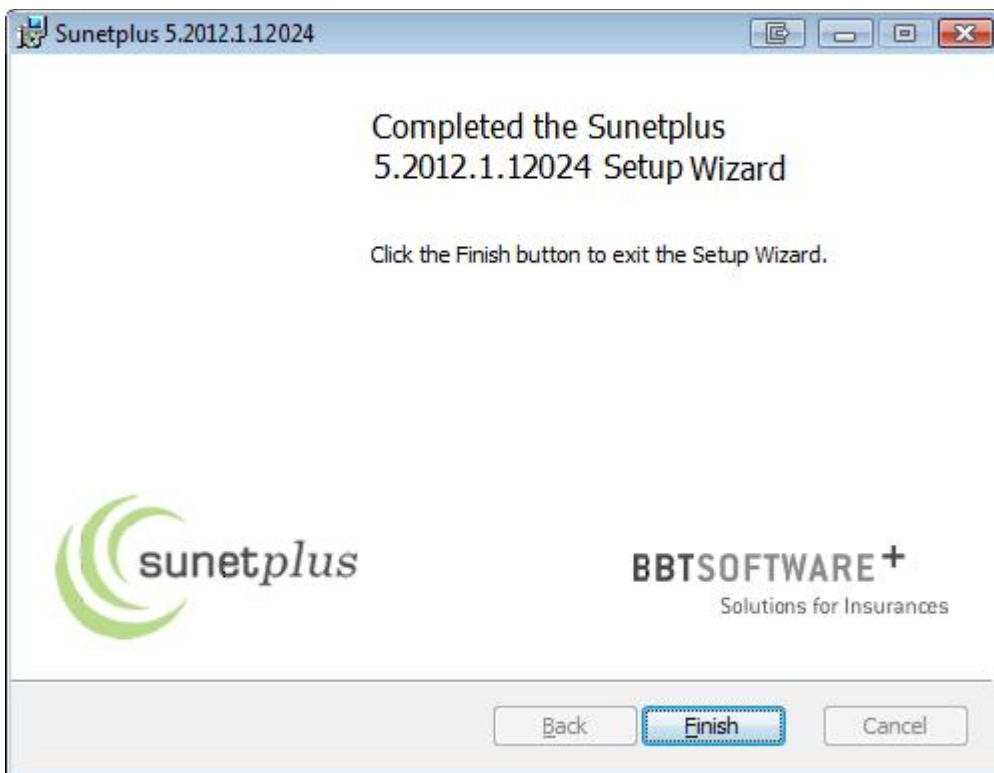 Sunetplus 5.2012.1.12024
Completed the Sunetplus
5.2012.1.12024 Setup Wizard
Click the Finish button to exit the Setup Wizard.
sunetplus
BBTSOFTWARE+
Solutions for Insurances
Back Finish Cancel